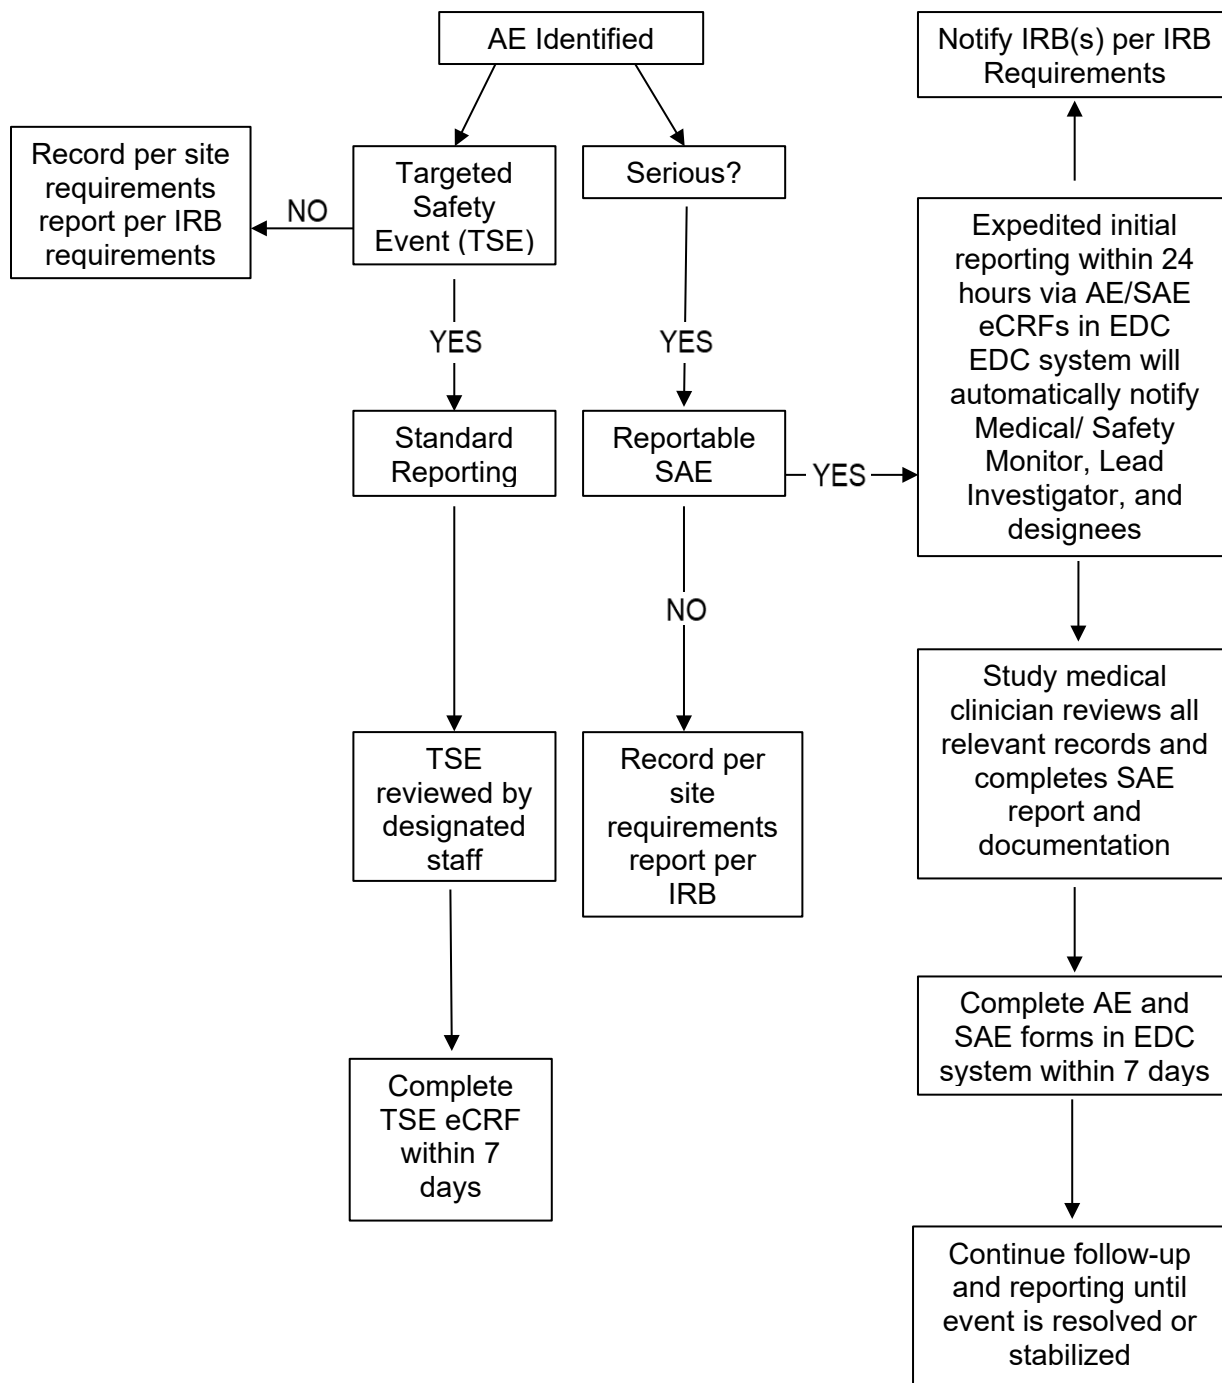 AE Identified
Notify IRB(s) per IRB
Requirements
Record per site
requirements
report per IRB
requirements
NO
Targeted
Safety
Event (TSE)
Serious?
Expedited initial
reporting within 24
hours via AE/SAE
eCRFs in EDC
EDC system will
automatically notify
Medical/ Safety
Monitor, Lead
Investigator, and
designees
YES
YES
Standard
Reporting
Reportable
SAE
YES
NO
Study medical
clinician reviews all
relevant records and
completes SAE
report and
documentation
TSE
reviewed by
designated
staff
Record per
site
requirements
report per
IRB
Complete AE and
SAE forms in EDC
system within 7 days
Complete
TSE eCRF
within 7
days
Continue follow-up
and reporting until
event is resolved or
stabilized